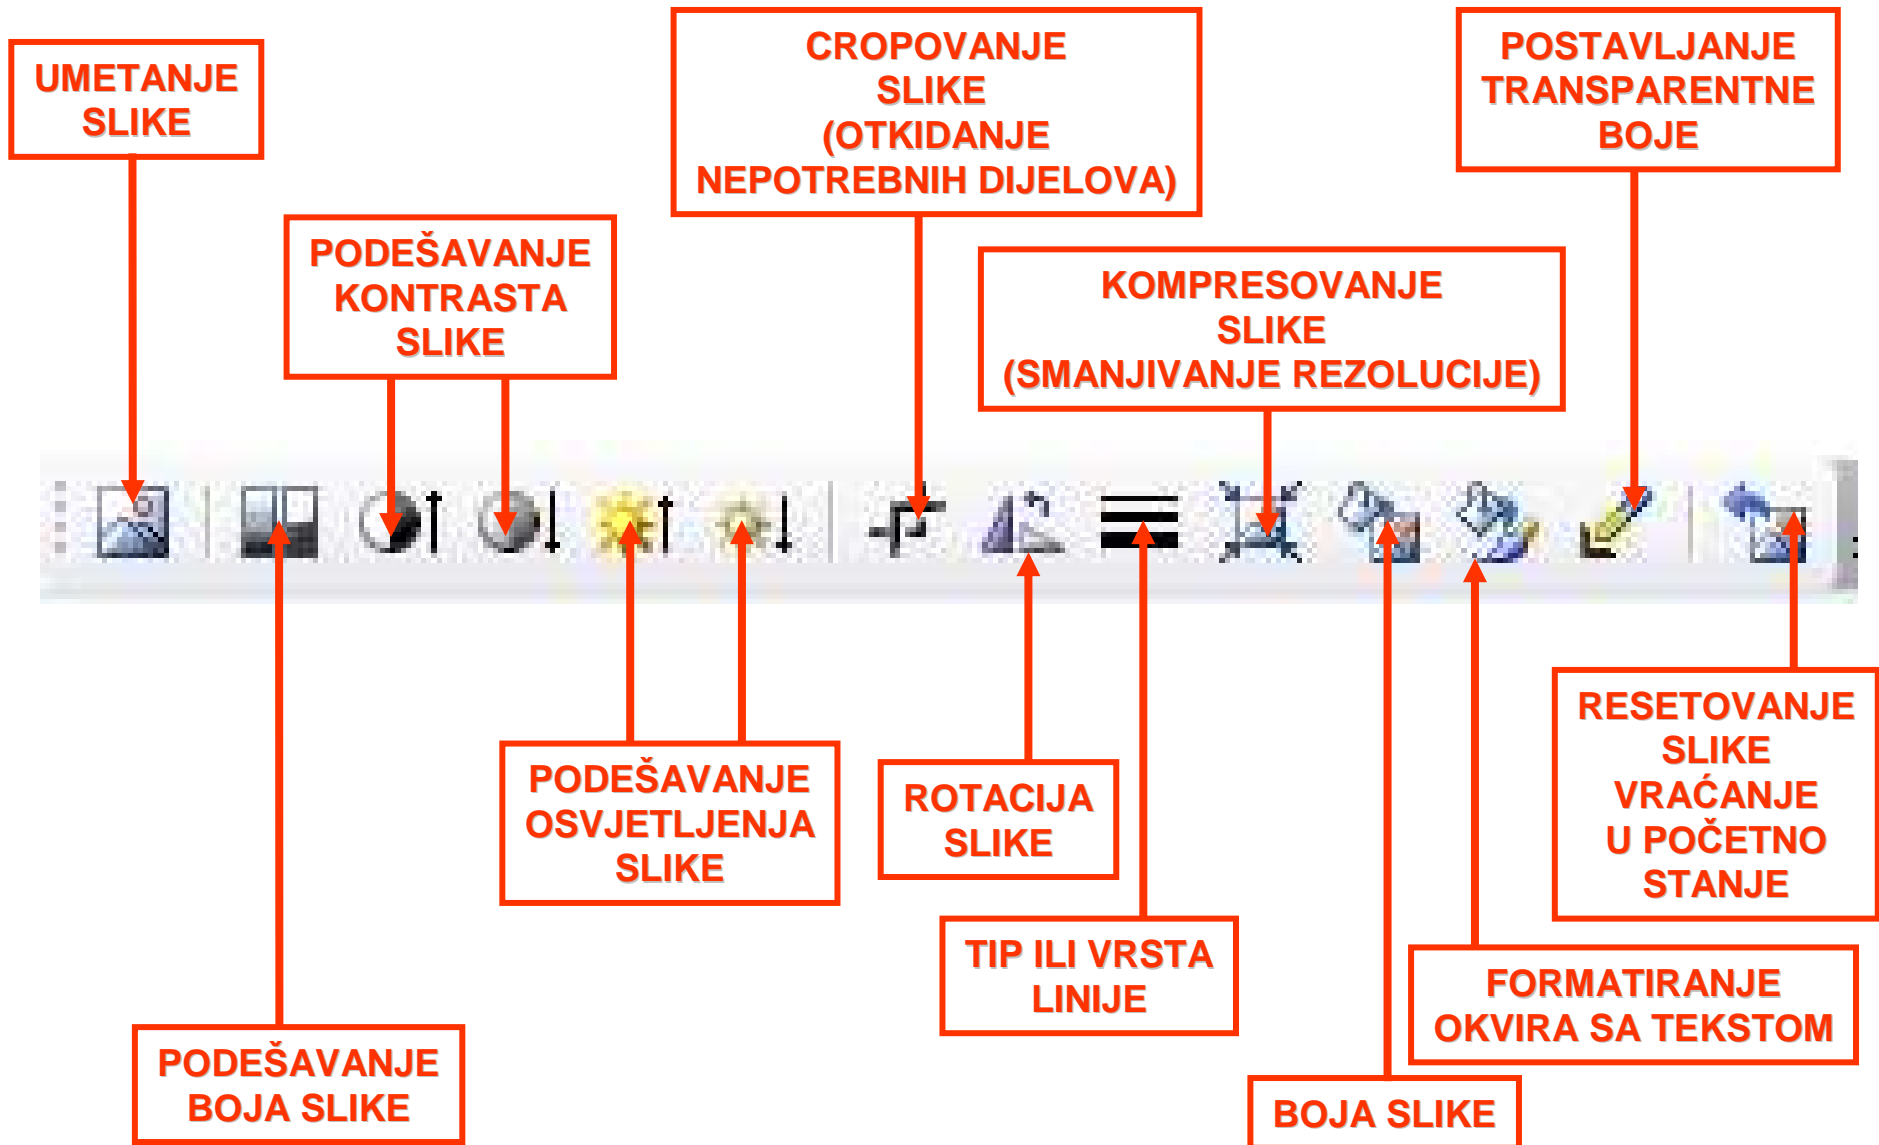 UMETANJE
SLIKE
CROPOVANJE
SLIKE
(OTKIDANJE
NEPOTREBNIH DIJELOVA)
POSTAVLJANJE
TRANSPARENTNE
BOJE
PODEŠAVANJE
KONTRASTA
SLIKE
KOMPRESOVANJE
SLIKE
(SMANJIVANJE REZOLUCIJE)
PODEŠAVANJE
OSVJETLJENJA
SLIKE
ROTACIJA
SLIKE
RESETOVANJE
SLIKE
VRAĆANJE
U POČETNO
STANJE
TIP ILI VRSTA
LINIJE
FORMATIRANJE
OKVIRA SA TEKSTOM
PODEŠAVANJE
BOJA SLIKE
BOJA SLIKE